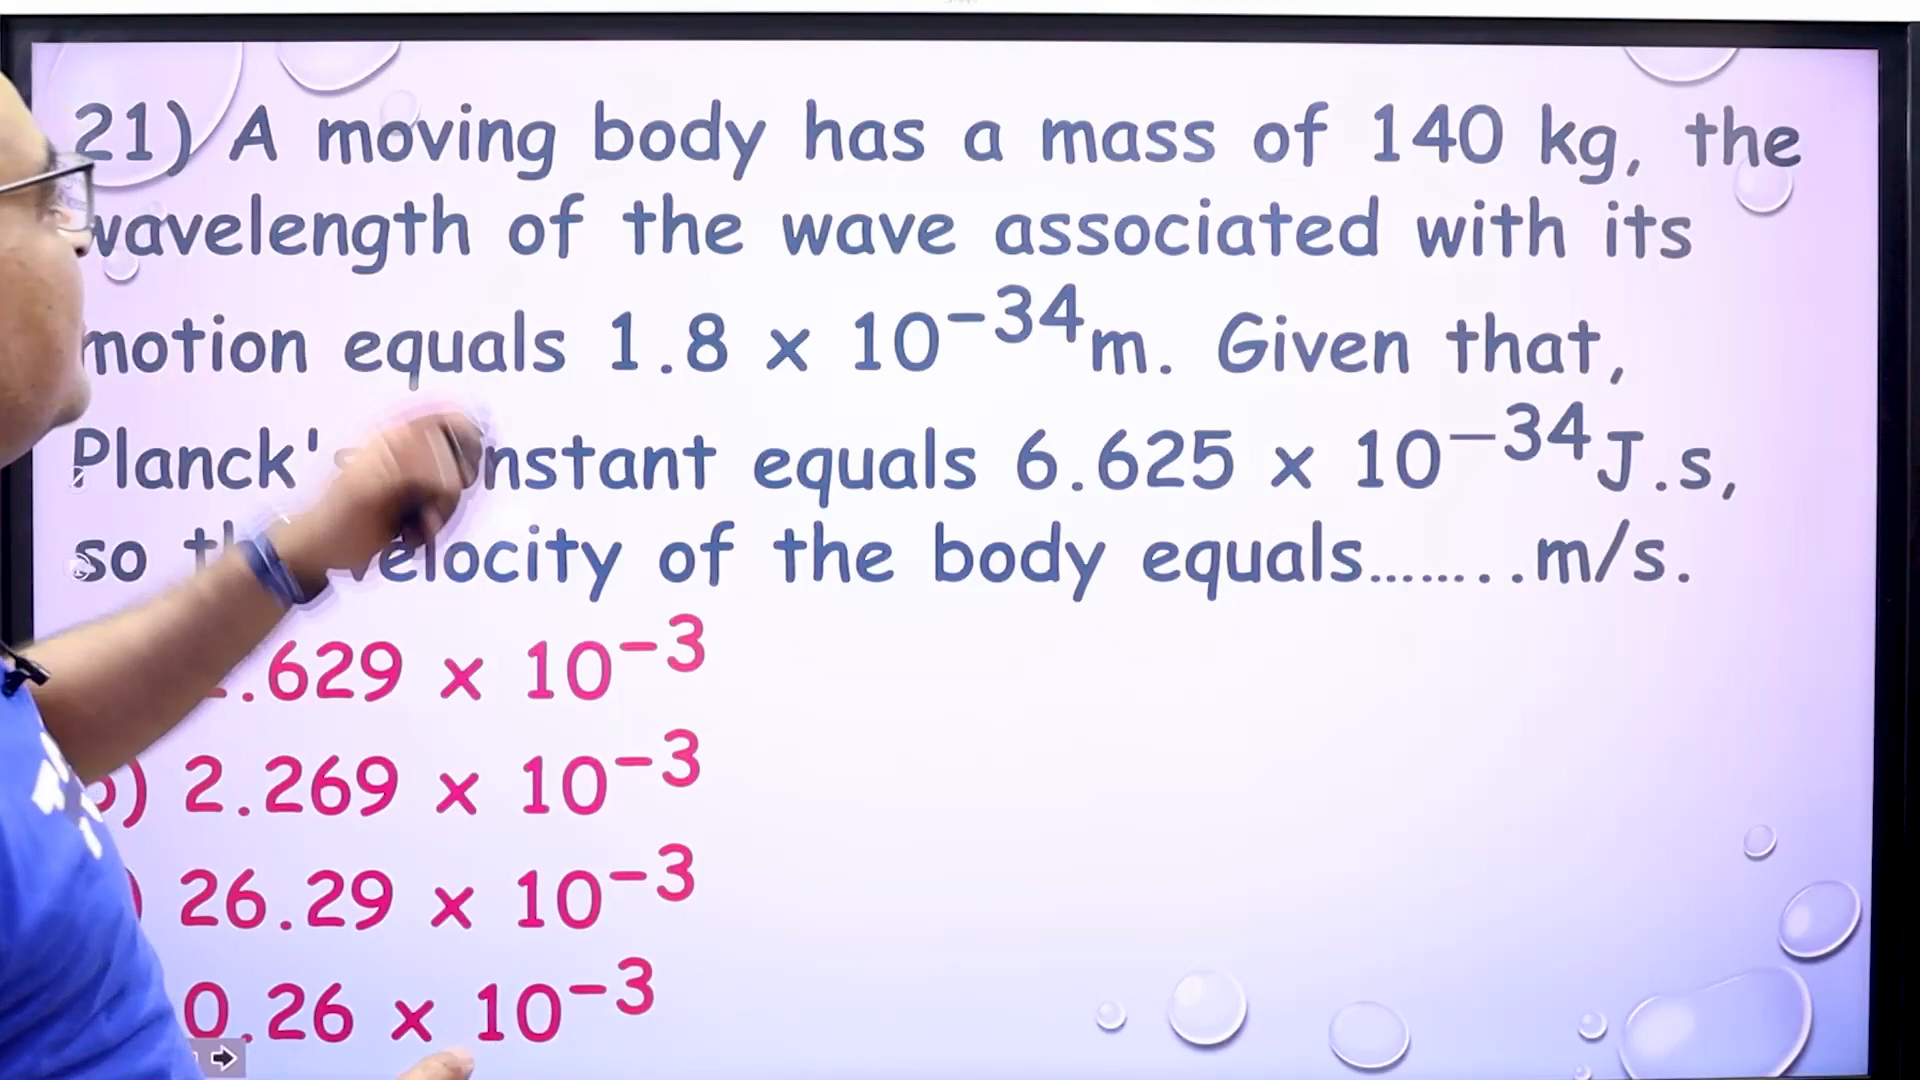 21) A moving body has a mass of 140 kg, the
wavelength of the wave associated with its
motion equals 1.8 x 10⁻³⁴m. Given that,
Planck' nstant equals 6.625 x 10⁻³⁴J.s,
so velocity of the body equals……..m/s.
.629 x 10⁻³
b) 2.269 x 10⁻³
26.29 x 10⁻³
0.26 x 10⁻³